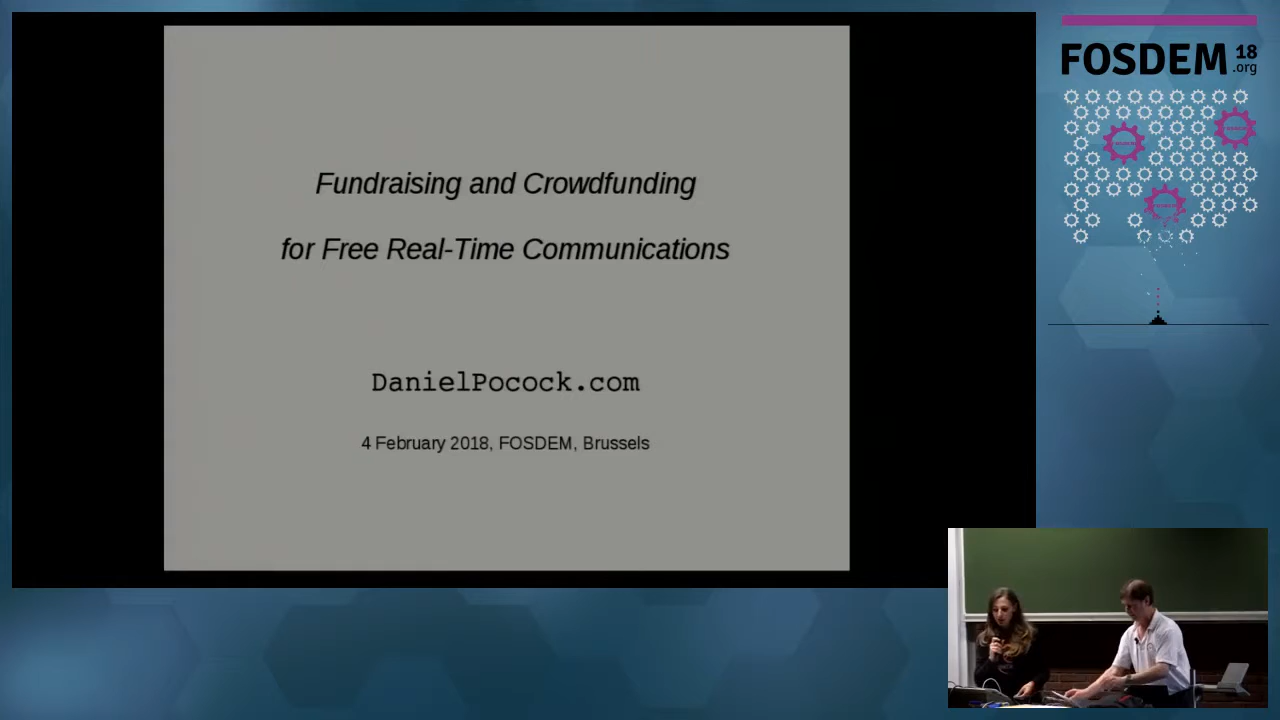 Fundraising and Crowdfunding
for Free Real-Time Communications
DanielPocock.com
4 February 2018, FOSDEM, Brussels
FOSDEM 18
.org